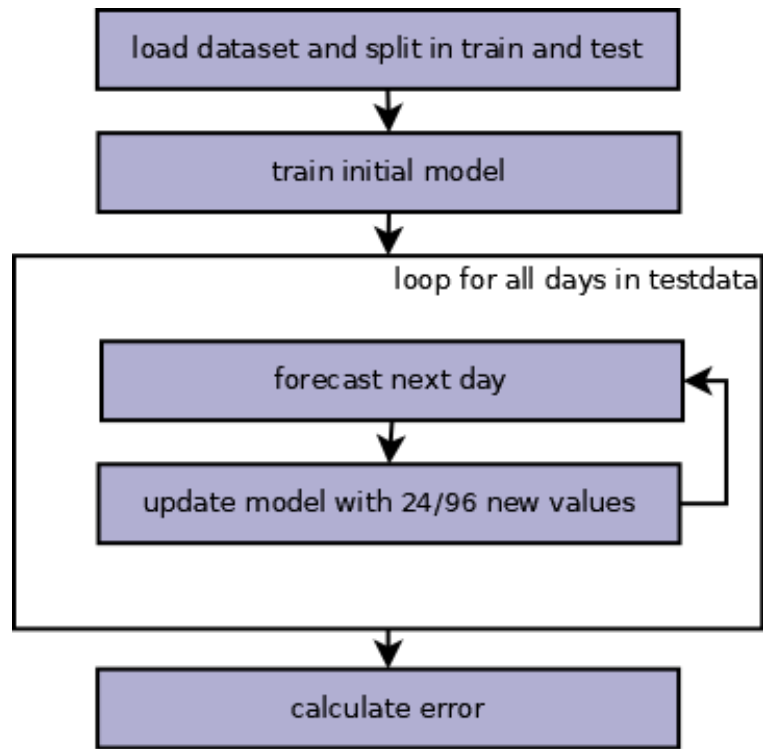 load dataset and split in train and test
train initial model
loop for all days in testdata
forecast next day
update model with 24/96 new values
calculate error